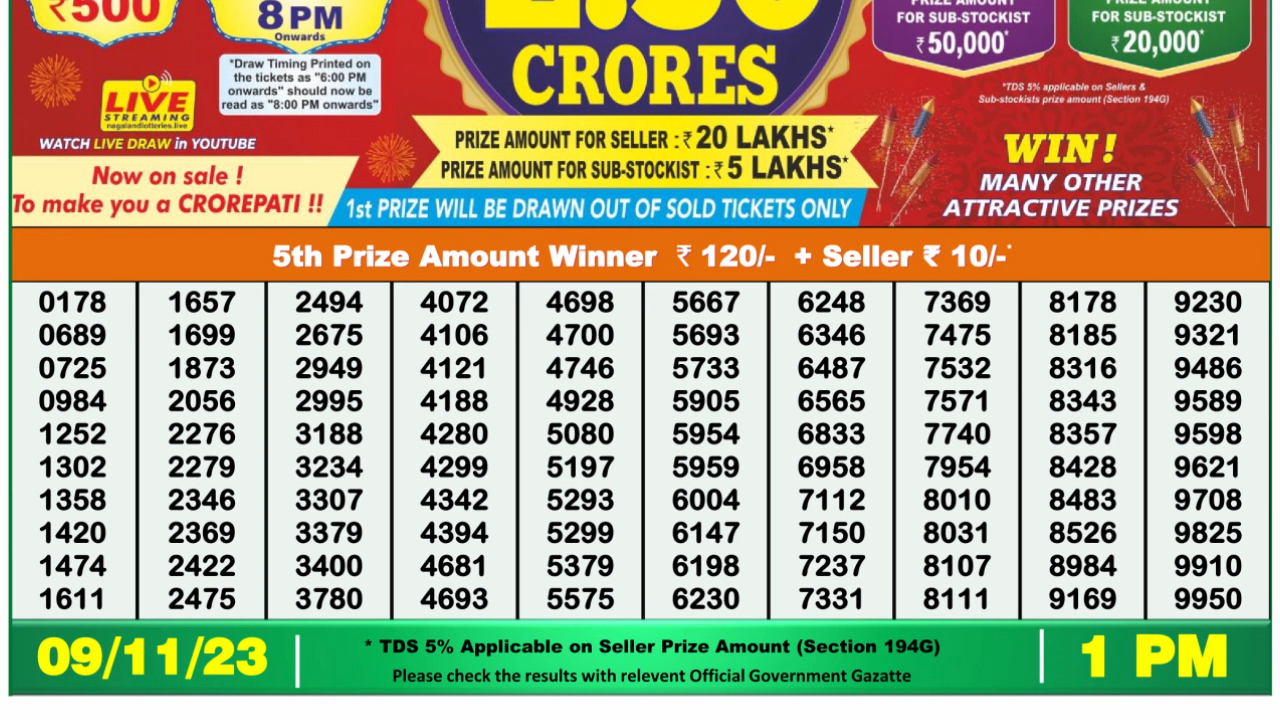 ₹500
8 PM
Onwards
*Draw Timing Printed on
the tickets as "6:00 PM
onwards" should now be
read as "8:00 PM onwards"
LIVE
STREAMING
nagalandlotteries.live
WATCH LIVE DRAW in YOUTUBE
Now on sale !
To make you a CROREPATI !!
CRORES
PRIZE AMOUNT FOR SELLER : ₹ 20 LAKHS*
PRIZE AMOUNT FOR SUB-STOCKIST : ₹ 5 LAKHS*
1st PRIZE WILL BE DRAWN OUT OF SOLD TICKETS ONLY
PRIZE AMOUNT
FOR SUB-STOCKIST
₹50,000*
PRIZE AMOUNT
FOR SUB-STOCKIST
₹20,000*
*TDS 5% applicable on Sellers &
Sub-stockists prize amount (Section 194G)
WIN !
MANY OTHER
ATTRACTIVE PRIZES
5th Prize Amount Winner ₹ 120/- + Seller ₹ 10/-*
0178 1657 2494 4072 4698 5667 6248 7369 8178 9230
0689 1699 2675 4106 4700 5693 6346 7475 8185 9321
0725 1873 2949 4121 4746 5733 6487 7532 8316 9486
0984 2056 2995 4188 4928 5905 6565 7571 8343 9589
1252 2276 3188 4280 5080 5954 6833 7740 8357 9598
1302 2279 3234 4299 5197 5959 6958 7954 8428 9621
1358 2346 3307 4342 5293 6004 7112 8010 8483 9708
1420 2369 3379 4394 5299 6147 7150 8031 8526 9825
1474 2422 3400 4681 5379 6198 7237 8107 8984 9910
1611 2475 3780 4693 5575 6230 7331 8111 9169 9950
09/11/23
* TDS 5% Applicable on Seller Prize Amount (Section 194G)
Please check the results with relevent Official Government Gazatte
1 PM